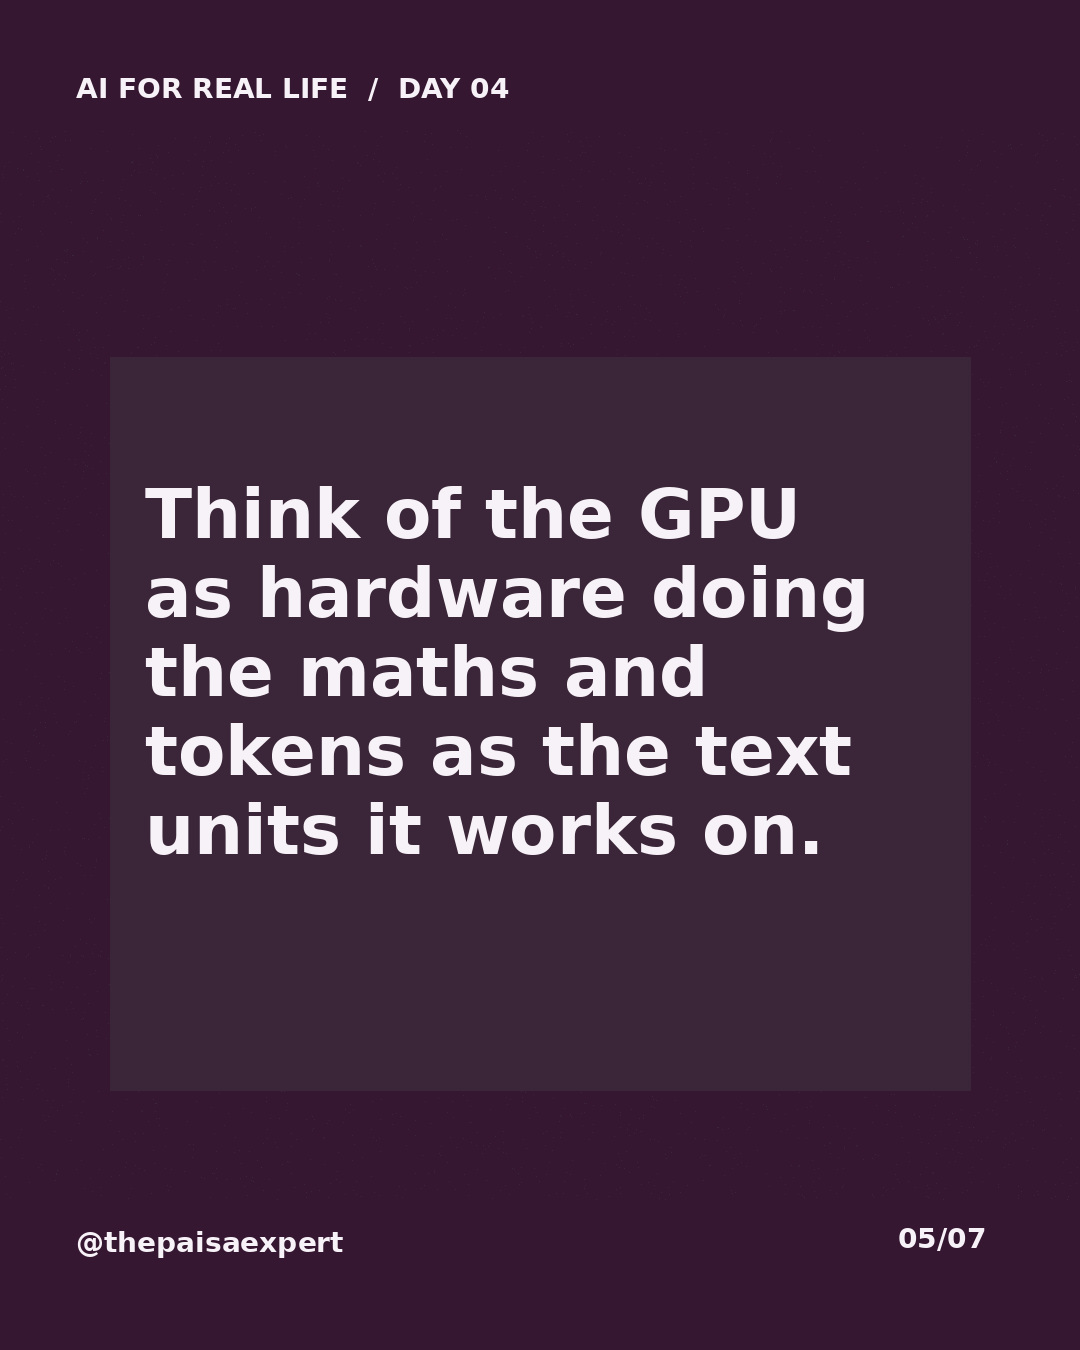 AI FOR REAL LIFE / DAY 04
Think of the GPU
as hardware doing
the maths and
tokens as the text
units it works on.
@thepaisaexpert
05/07